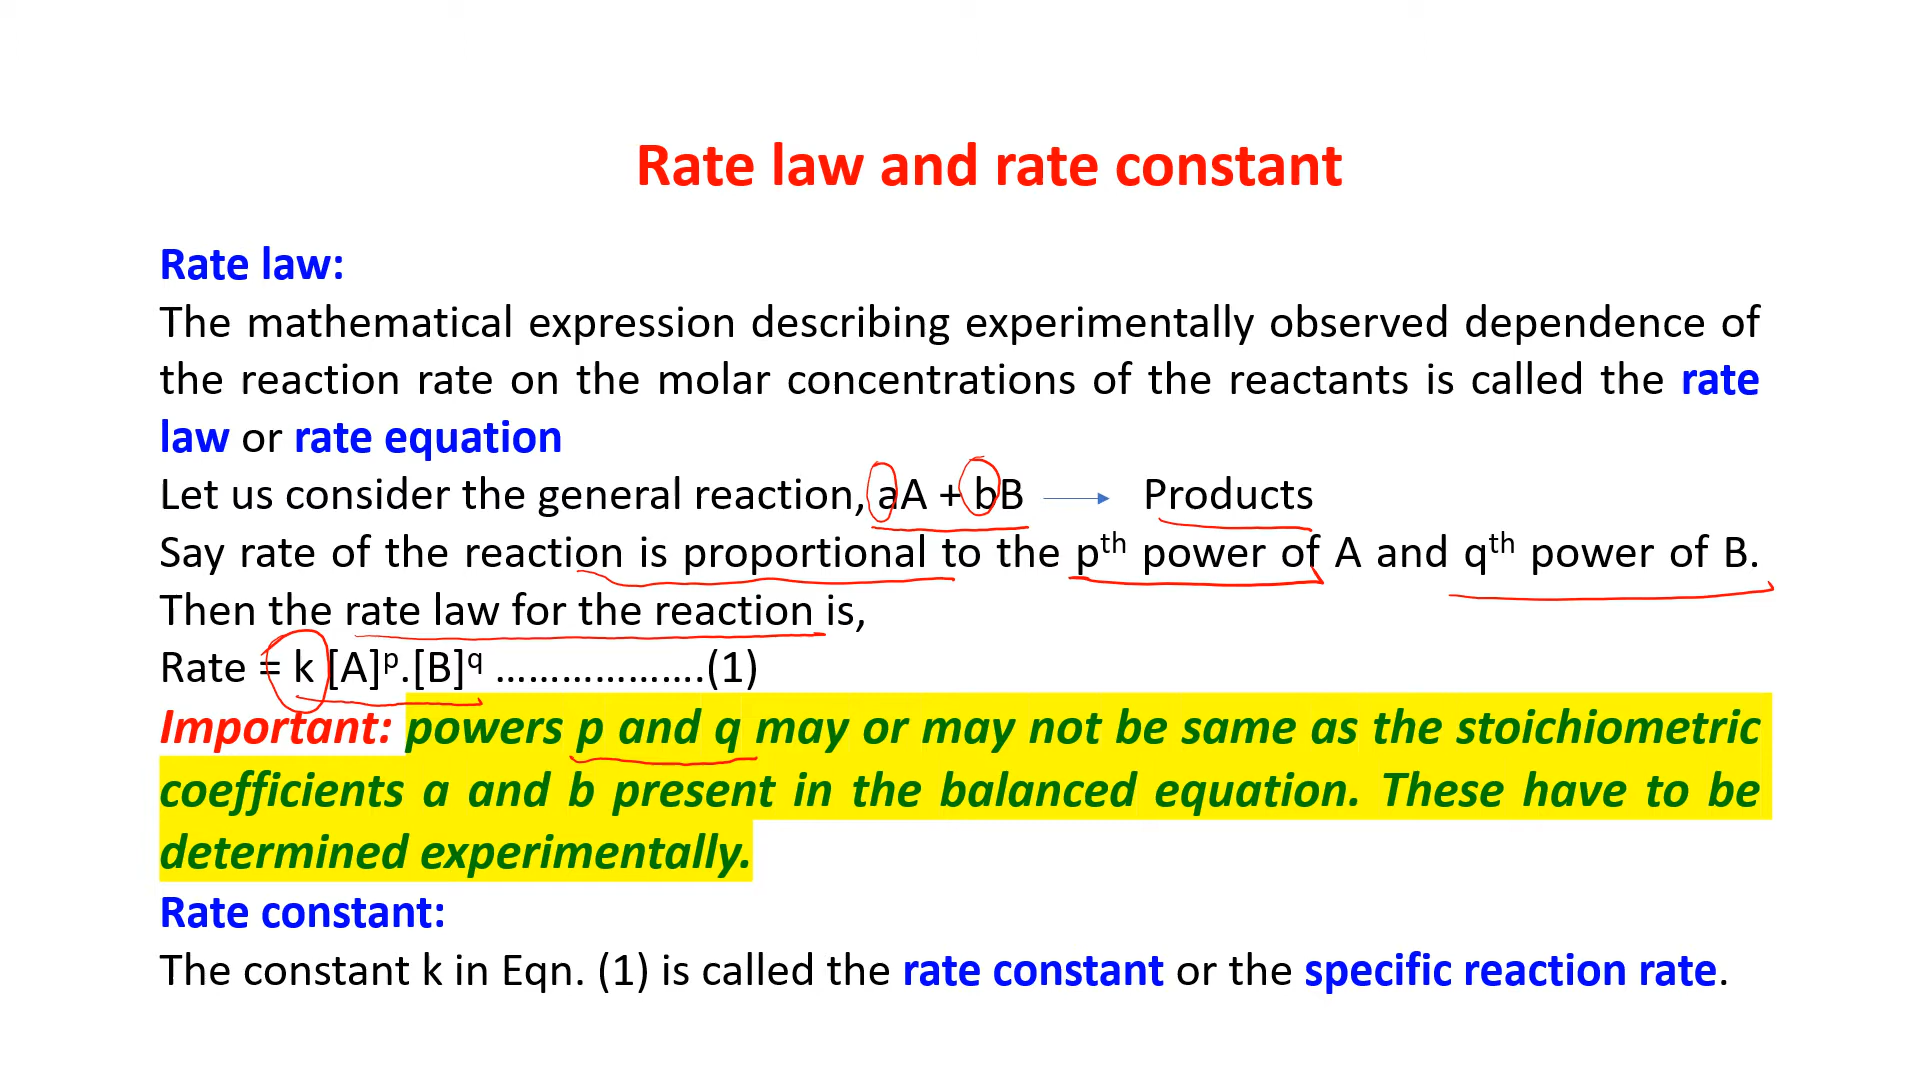 Rate law and rate constant
Rate law:
The mathematical expression describing experimentally observed dependence of
the reaction rate on the molar concentrations of the reactants is called the rate
law or rate equation
Let us consider the general reaction, aA + bB ⟶ Products
Say rate of the reaction is proportional to the pᵗʰ power of A and qᵗʰ power of B.
Then the rate law for the reaction is,
Rate = k [A]ᵖ.[B]^q ……………….(1)
Important: powers p and q may or may not be same as the stoichiometric
coefficients a and b present in the balanced equation. These have to be
determined experimentally.
Rate constant:
The constant k in Eqn. (1) is called the rate constant or the specific reaction rate.